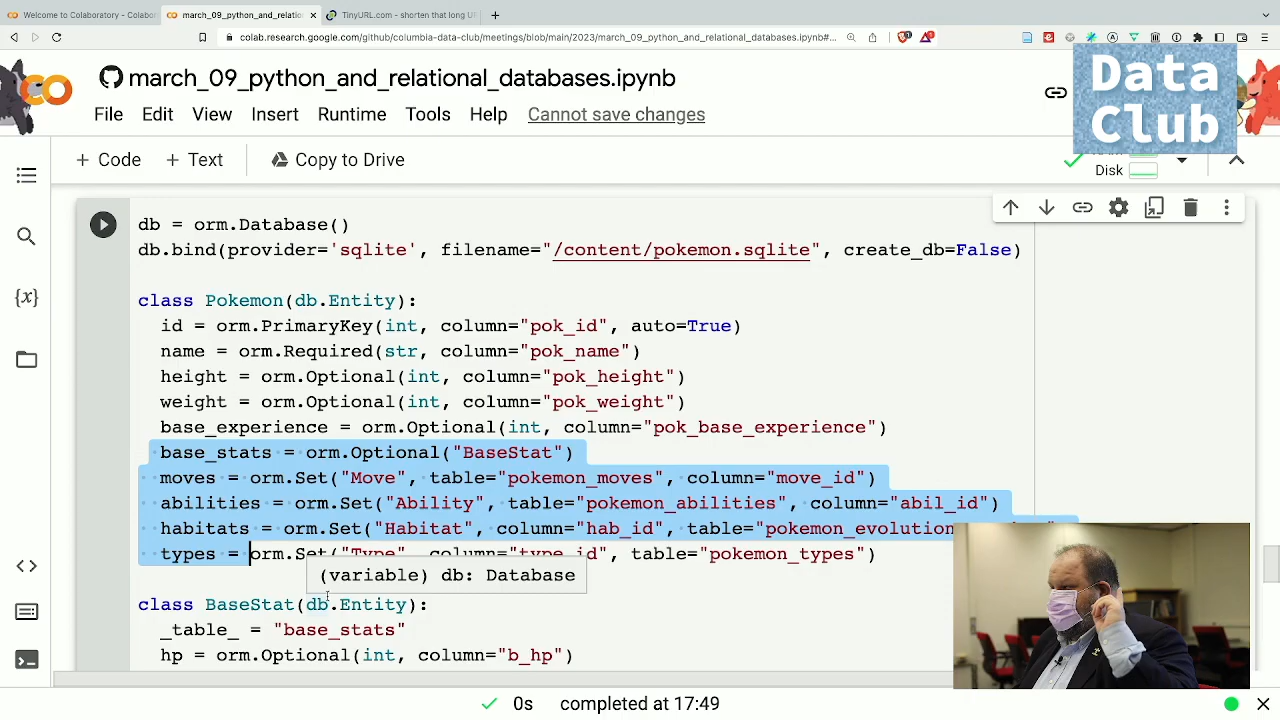 Welcome to Colaboratory - Colabor
march_09_python_and_relation
TinyURL.com - shorten that long U
colab.research.google.com/github/columbia-data-club/meetings/blob/main/2023/march_09_python_and_relational_databases.ipynb#...
march_09_python_and_relational_databases.ipynb
Data
Club
File Edit View Insert Runtime Tools Help Cannot save changes
+ Code + Text Copy to Drive
Disk
db = orm.Database()
db.bind(provider='sqlite', filename="/content/pokemon.sqlite", create_db=False)
class Pokemon(db.Entity):
id = orm.PrimaryKey(int, column="pok_id", auto=True)
name = orm.Required(str, column="pok_name")
height = orm.Optional(int, column="pok_height")
weight = orm.Optional(int, column="pok_weight")
base_experience = orm.Optional(int, column="pok_base_experience")
base_stats = orm.Optional("BaseStat")
moves = orm.Set("Move", table="pokemon_moves", column="move_id")
abilities = orm.Set("Ability", table="pokemon_abilities", column="abil_id")
habitats = orm.Set("Habitat", column="hab_id", table="pokemon_evolution
types = orm.Set("Type", column="type_id", table="pokemon_types")
(variable) db: Database
class BaseStat(db.Entity):
_table_ = "base_stats"
hp = orm.Optional(int, column="b_hp")
0s completed at 17:49